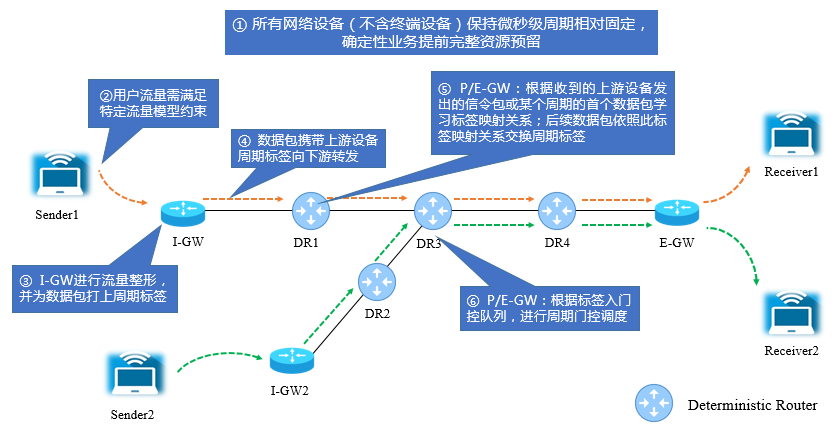 ① 所有网络设备（不含终端设备）保持微秒级周期相对固定，
确定性业务提前完整资源预留
②用户流量需满足
特定流量模型约束
④ 数据包携带上游设备
周期标签向下游转发
⑤ P/E-GW：根据收到的上游设备发
出的信令包或某个周期的首个数据包学
习标签映射关系；后续数据包依照此标
签映射关系交换周期标签
Sender1
I-GW
DR1
DR3
DR4
E-GW
Receiver1
③ I-GW进行流量整形，
并为数据包打上周期标签
DR2
⑥ P/E-GW：根据标签入门
控队列，进行周期门控调度
Receiver2
Sender2
I-GW2
Deterministic Router